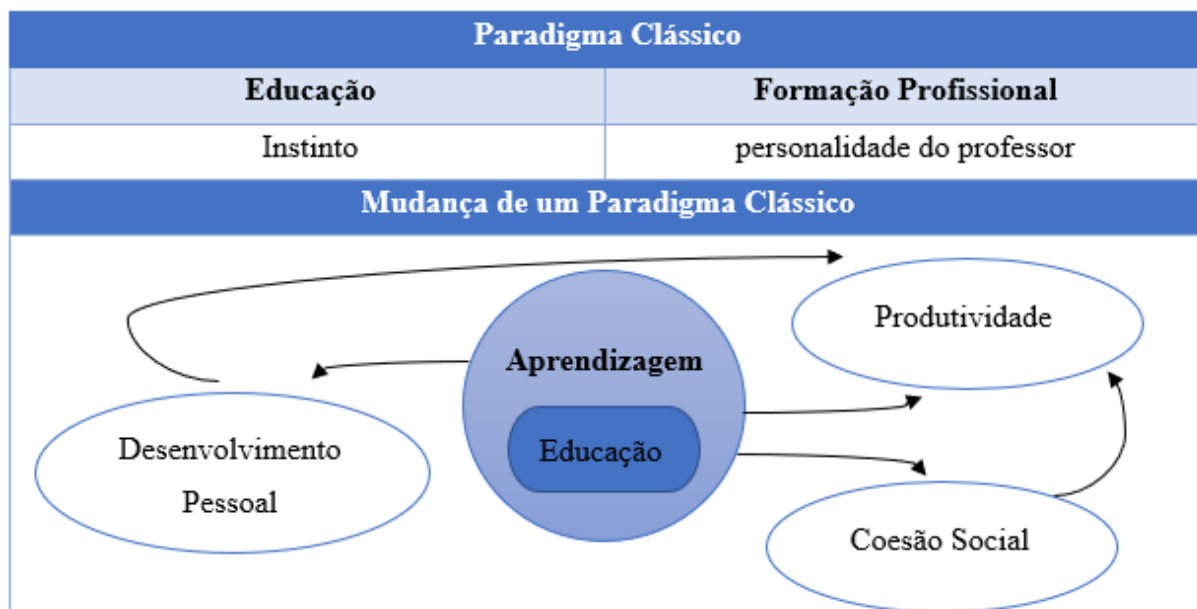 Paradigma Clássico
Educação
Formação Profissional
Instinto
personalidade do professor
Mudança de um Paradigma Clássico
Produtividade
Aprendizagem
Educação
Desenvolvimento
Pessoal
Coesão Social